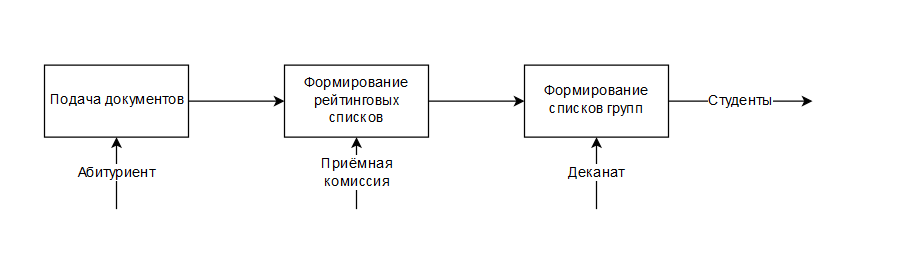 Подача документов
Формирование
рейтинговых
списков
Формирование
списков групп
Студенты
Абитуриент
Приёмная
комиссия
Деканат